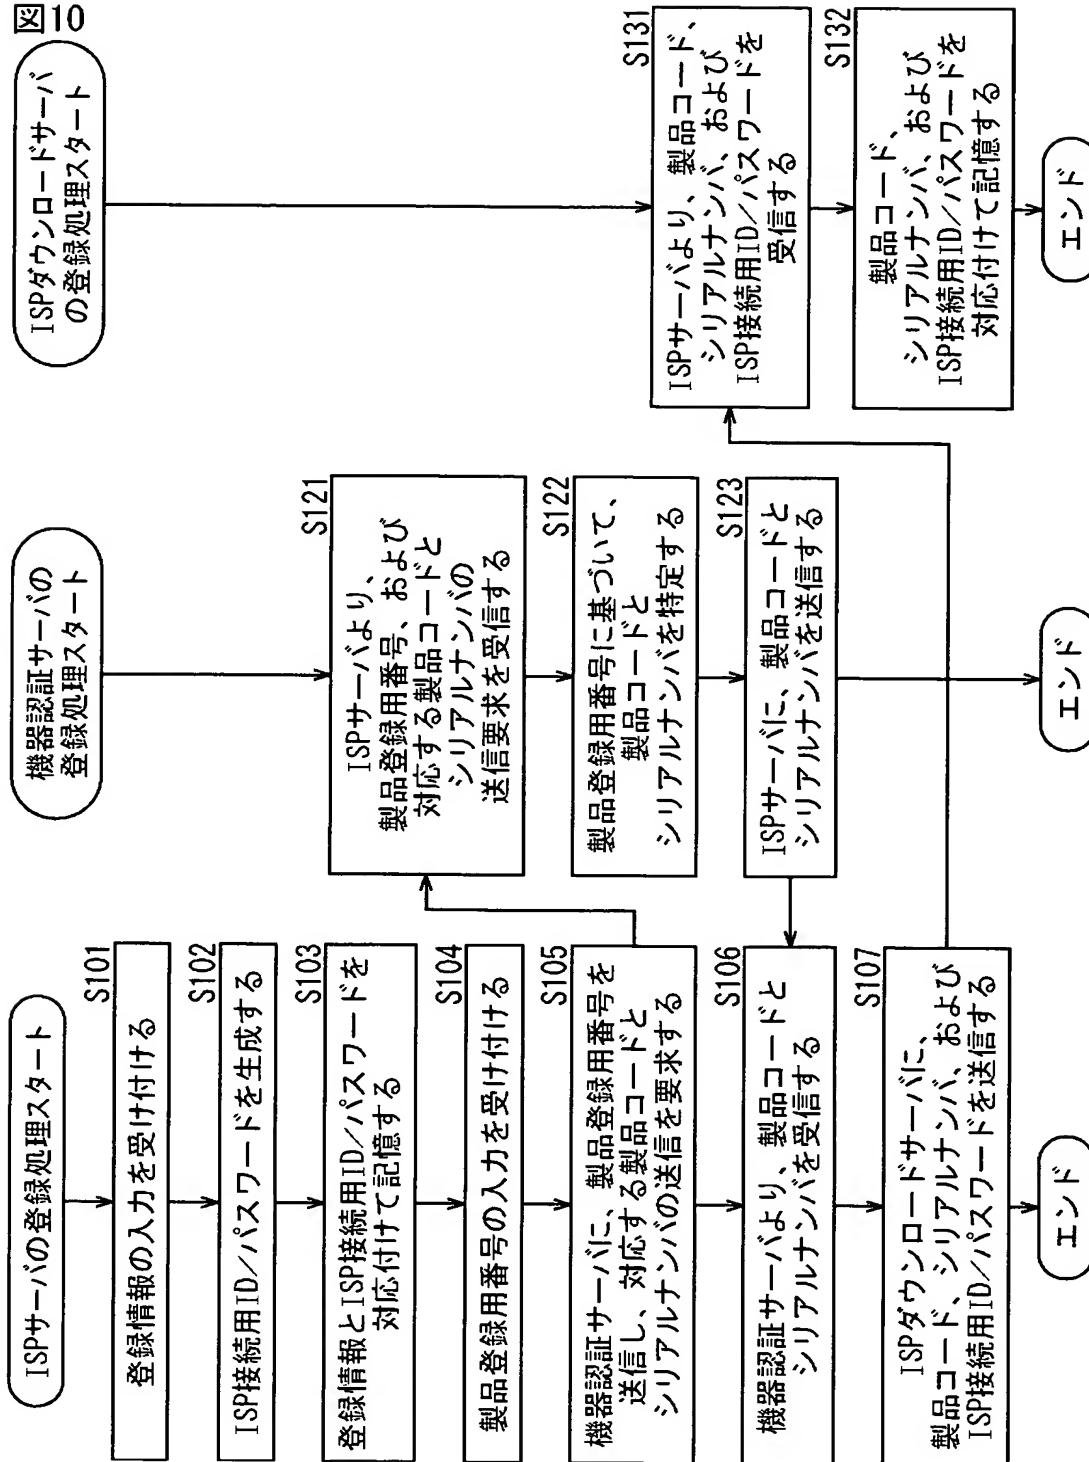 図10
ISPサーバの登録処理スタート
S101
登録情報の入力を受け付ける
S102
ISP接続用ID/パスワードを生成する
S103
登録情報とISP接続用ID/パスワードを
対応付けて記憶する
S104
製品登録用番号の入力を受け付ける
S105
機器認証サーバに、製品登録用番号を
送信し、対応する製品コードと
シリアルナンバの送信を要求する
S106
機器認証サーバより、製品コードと
シリアルナンバを受信する
S107
ISPダウンロードサーバに、
製品コード、シリアルナンバ、および
ISP接続用ID/パスワードを送信する
エンド
機器認証サーバの
登録処理スタート
S121
ISPサーバより、
製品登録用番号、および
対応する製品コードと
シリアルナンバの
送信要求を受信する
S122
製品登録用番号に基づいて、
製品コードと
シリアルナンバを特定する
S123
ISPサーバに、製品コードと
シリアルナンバを送信する
エンド
ISPダウンロードサーバ
の登録処理スタート
S131
ISPサーバより、製品コード、
シリアルナンバ、および
ISP接続用ID/パスワードを
受信する
S132
製品コード、
シリアルナンバ、および
ISP接続用ID/パスワードを
対応付けて記憶する
エンド